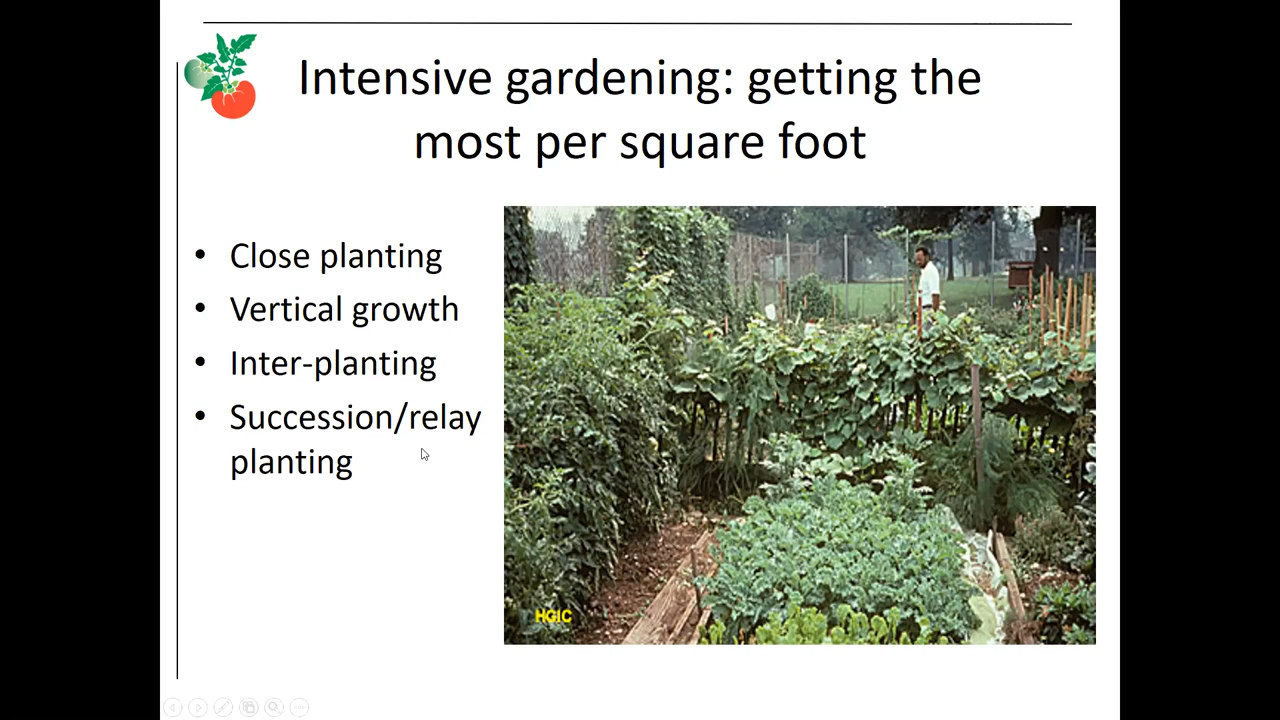 Intensive gardening: getting the
most per square foot
• Close planting
• Vertical growth
• Inter-planting
• Succession/relay
planting
HGIC